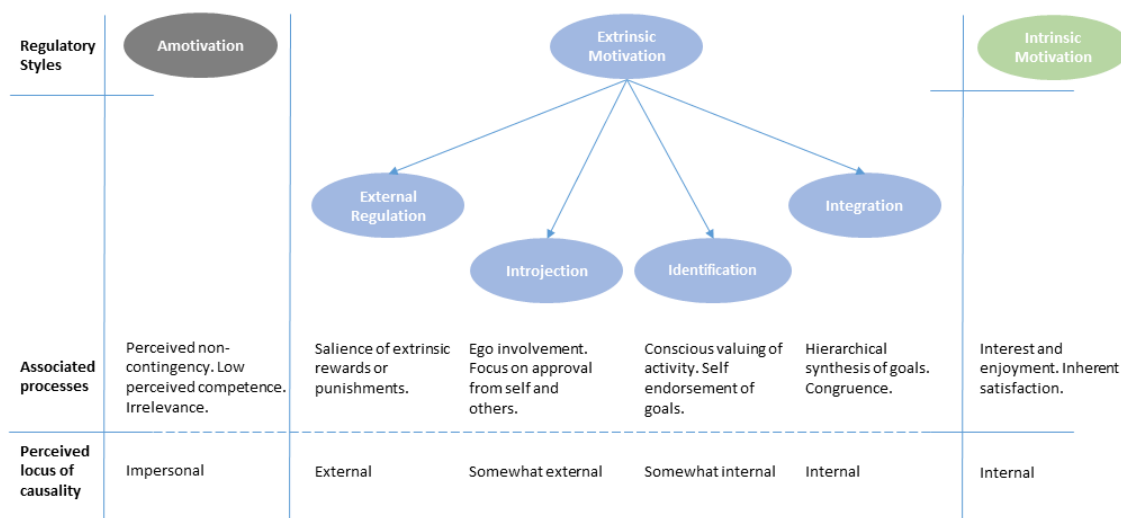 Regulatory
Styles
Amotivation
Extrinsic
Motivation
Intrinsic
Motivation
External
Regulation
Integration
Introjection
Identification
Associated
processes
Perceived non-
contingency. Low
perceived competence.
Irrelevance.
Salience of extrinsic
rewards or
punishments.
Ego involvement.
Focus on approval
from self and
others.
Conscious valuing of
activity. Self
endorsement of
goals.
Hierarchical
synthesis of goals.
Congruence.
Interest and
enjoyment. Inherent
satisfaction.
Perceived
locus of
causality
Impersonal
External
Somewhat external
Somewhat internal
Internal
Internal